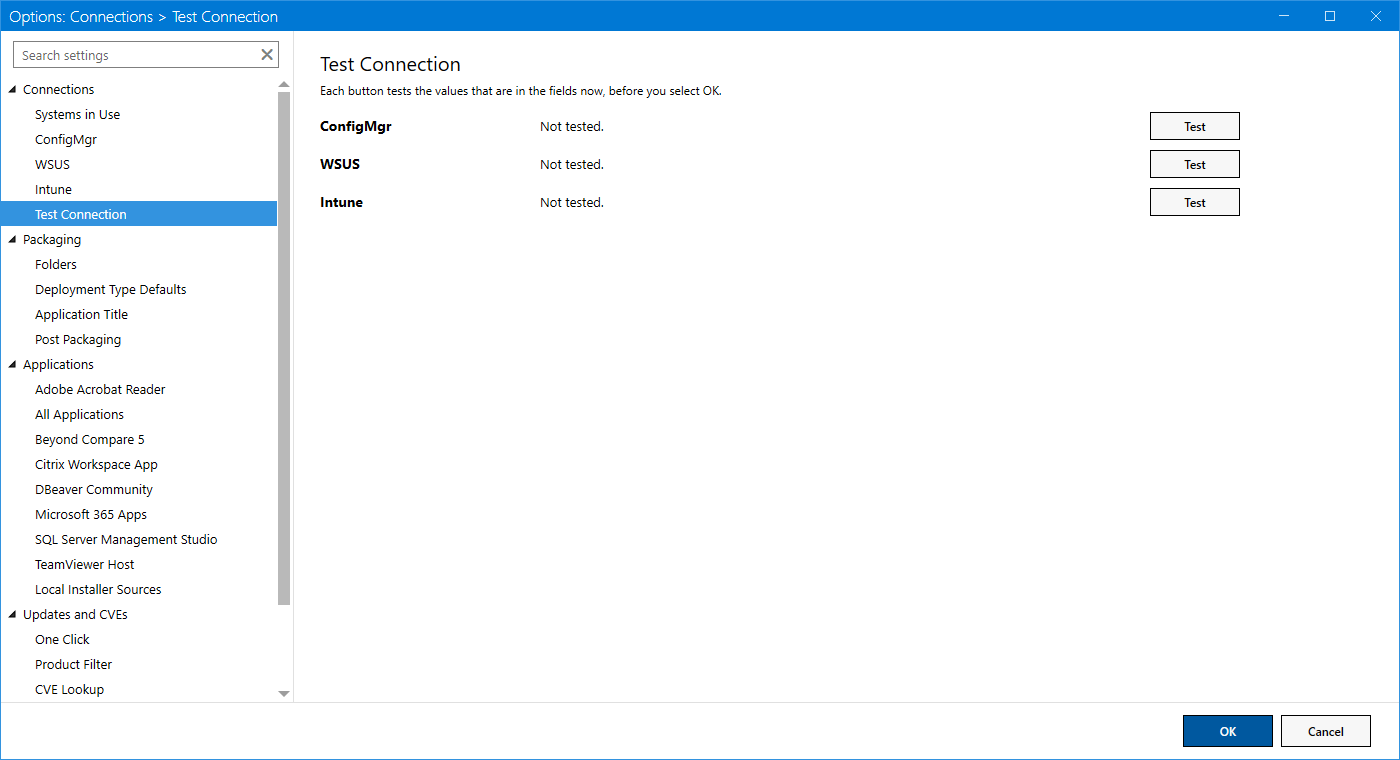 Options: Connections > Test Connection
Search settings
Connections
Systems in Use
ConfigMgr
WSUS
Intune
Test Connection
Packaging
Folders
Deployment Type Defaults
Application Title
Post Packaging
Applications
Adobe Acrobat Reader
All Applications
Beyond Compare 5
Citrix Workspace App
DBeaver Community
Microsoft 365 Apps
SQL Server Management Studio
TeamViewer Host
Local Installer Sources
Updates and CVEs
One Click
Product Filter
CVE Lookup
Test Connection
Each button tests the values that are in the fields now, before you select OK.
ConfigMgr Not tested. Test
WSUS Not tested. Test
Intune Not tested. Test
OK Cancel